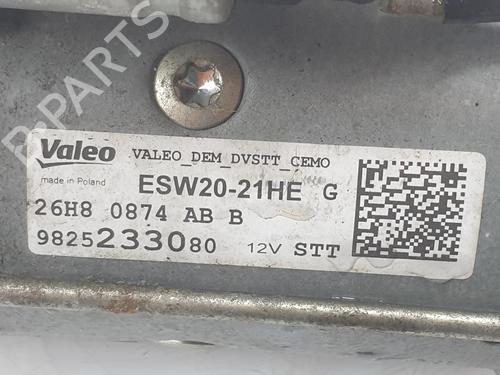 B-PARTS
Valeo
VALEO_DEM_DVSTT_CEMO
made in Poland
ESW20-21HE G
26H8 0874 AB B
9825233080 12V STT